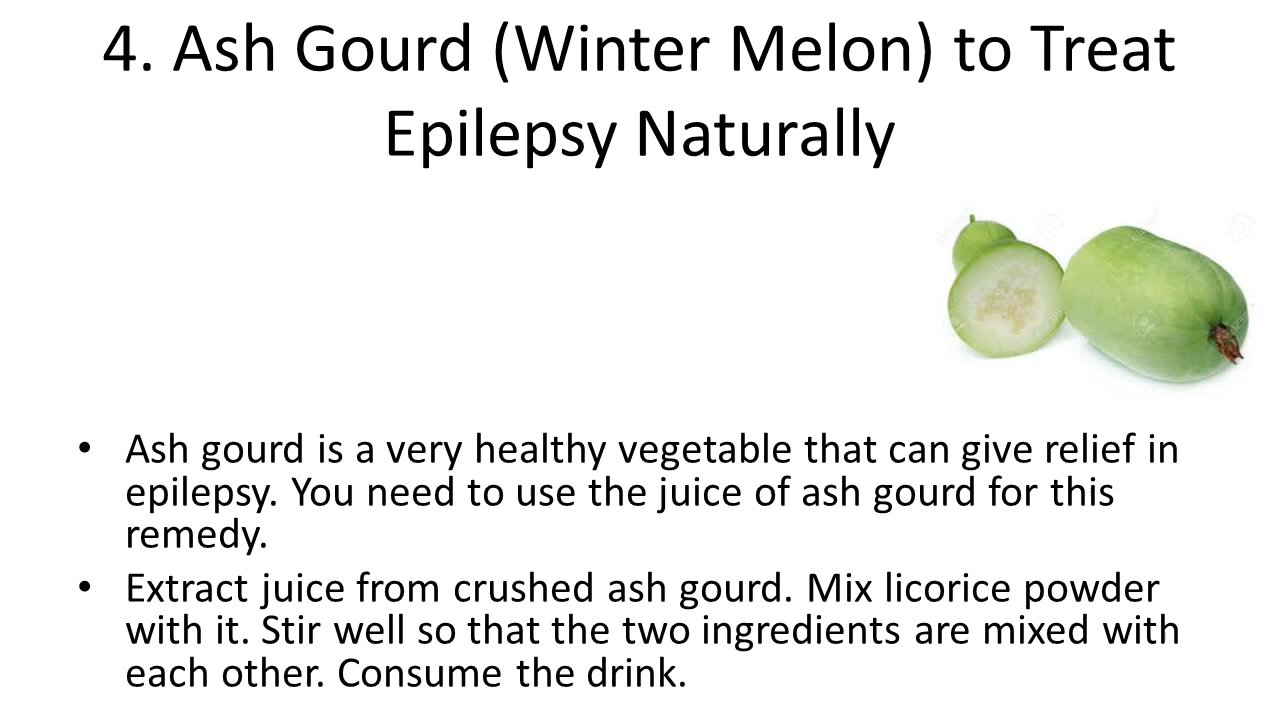 4. Ash Gourd (Winter Melon) to Treat
Epilepsy Naturally
• Ash gourd is a very healthy vegetable that can give relief in
epilepsy. You need to use the juice of ash gourd for this
remedy.
• Extract juice from crushed ash gourd. Mix licorice powder
with it. Stir well so that the two ingredients are mixed with
each other. Consume the drink.